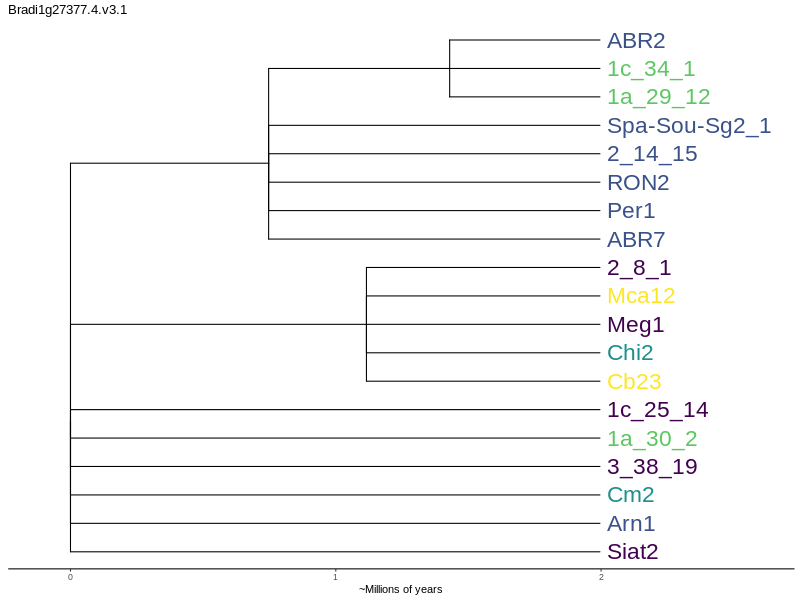 Bradi1g27377.4.v3.1
ABR2
1c_34_1
1a_29_12
Spa-Sou-Sg2_1
2_14_15
RON2
Per1
ABR7
2_8_1
Mca12
Meg1
Chi2
Cb23
1c_25_14
1a_30_2
3_38_19
Cm2
Arn1
Siat2
0 1 2
~Millions of years